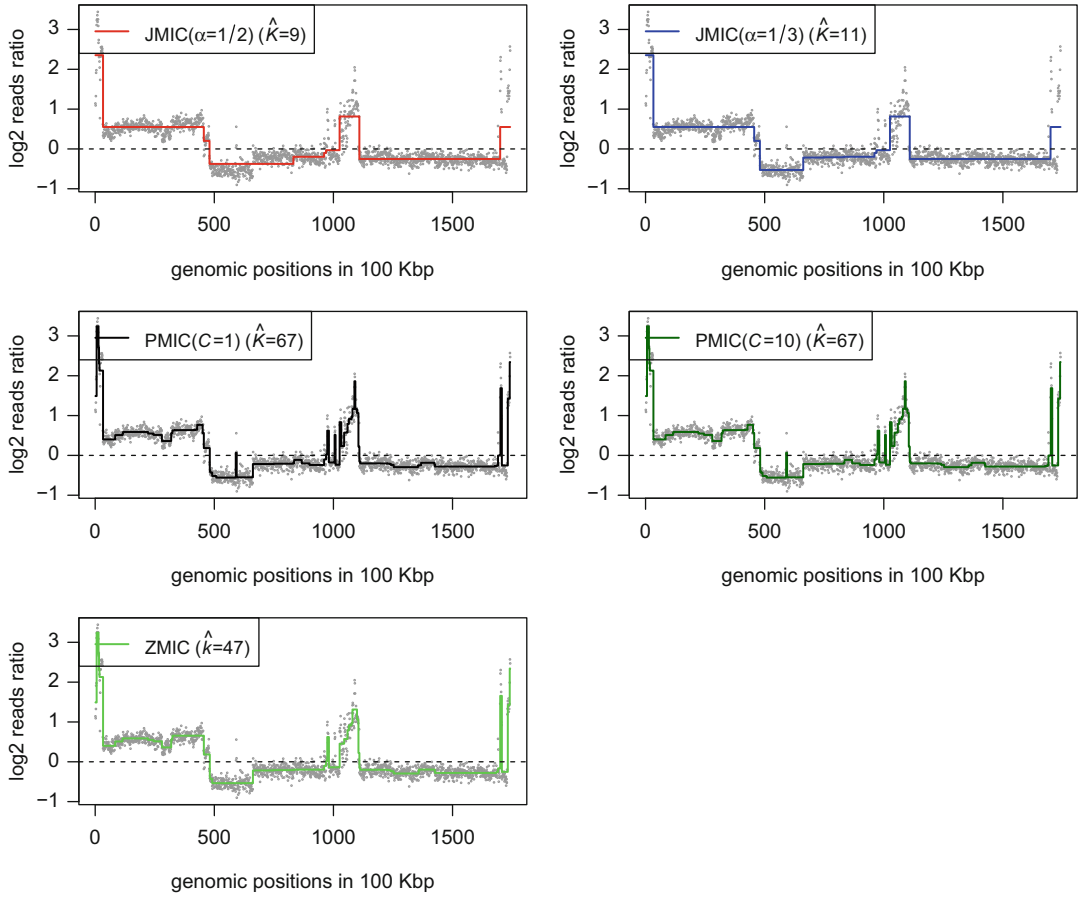 JMIC(α=1/2) (K̂=9)
log2 reads ratio
3
2
1
0
−1
0 500 1000 1500
genomic positions in 100 Kbp
JMIC(α=1/3) (K̂=11)
log2 reads ratio
3
2
1
0
−1
0 500 1000 1500
genomic positions in 100 Kbp
PMIC(C=1) (K̂=67)
log2 reads ratio
3
2
1
0
−1
0 500 1000 1500
genomic positions in 100 Kbp
PMIC(C=10) (K̂=67)
log2 reads ratio
3
2
1
0
−1
0 500 1000 1500
genomic positions in 100 Kbp
ZMIC (k̂=47)
log2 reads ratio
3
2
1
0
−1
0 500 1000 1500
genomic positions in 100 Kbp